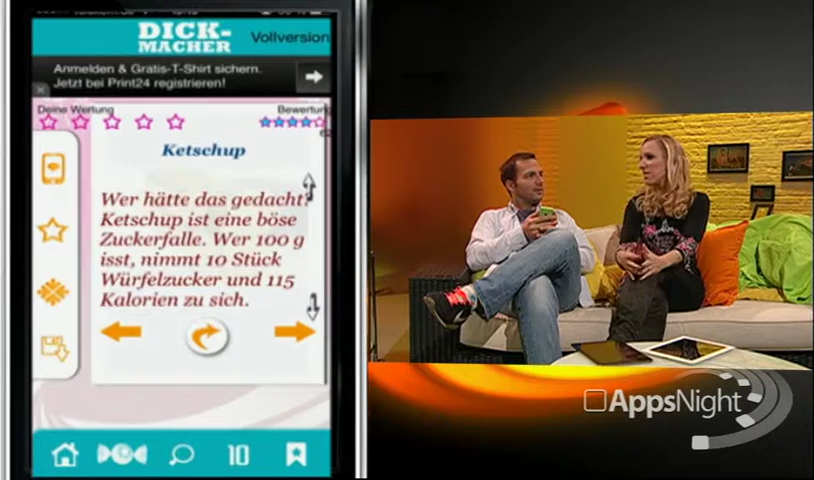 DICK-
MACHER
Vollversion
Anmelden & Gratis-T-Shirt sichern.
Jetzt bei Print24 registrieren!
Deine Wertung
Bewertung
Ketschup
Wer hätte das gedacht?
Ketschup ist eine böse
Zuckerfalle. Wer 100 g
isst, nimmt 10 Stück
Würfelzucker und 115
Kalorien zu sich.
10
AppsNight